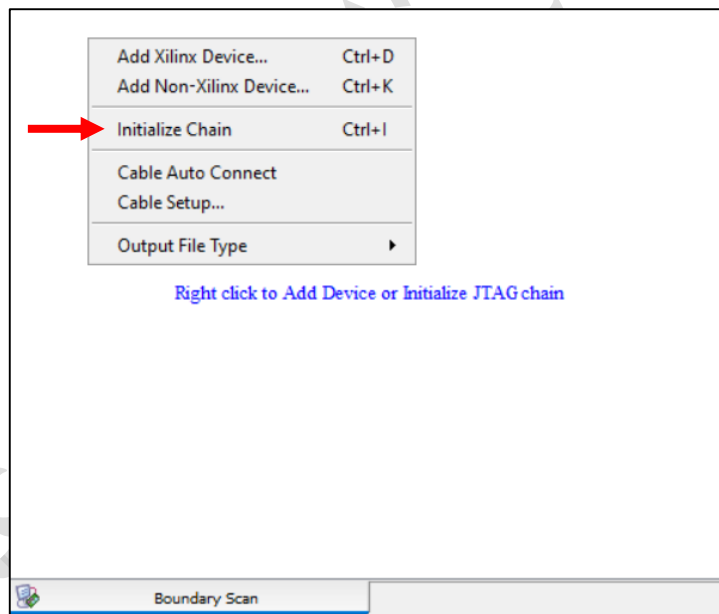 Add Xilinx Device... Ctrl+D
Add Non-Xilinx Device... Ctrl+K
Initialize Chain Ctrl+I
Cable Auto Connect
Cable Setup...
Output File Type
Right click to Add Device or Initialize JTAG chain
Boundary Scan